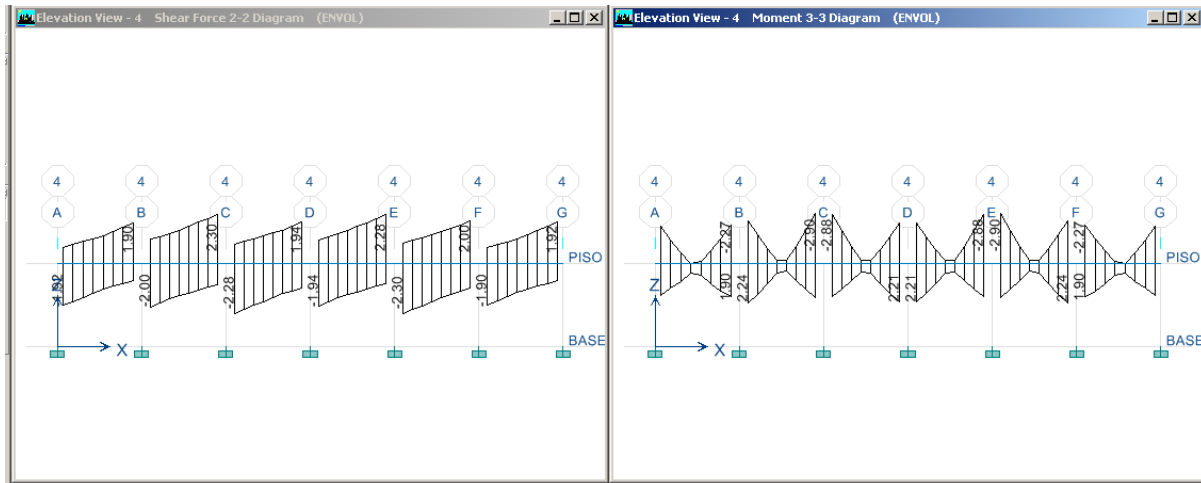 Elevation View - 4 Shear Force 2-2 Diagram (ENVOL)
4 4 4 4 4 4 4
A B C D E F G
1.90 2.30 1.94 2.28 2.00 1.92
PISO
-2.00 -2.28 -1.94 -2.30 -1.90
BASE
X
Elevation View - 4 Moment 3-3 Diagram (ENVOL)
4 4 4 4 4 4 4
A B C D E F G
-2.27 -2.88 -2.88 -2.90 -2.27
PISO
1.90 2.24 2.21 2.21 2.24 1.90
Z
BASE
X